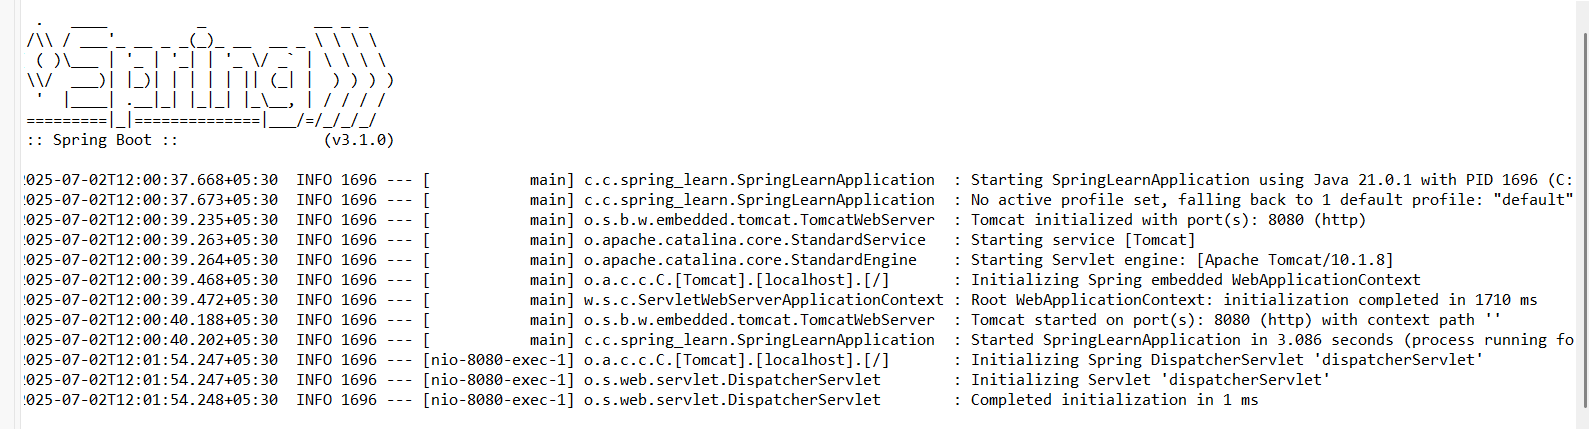 .   ____          _            __ _ _
 /\\ / ___'_ __ _ _(_)_ __  __ _ \ \ \ \
( ( )\___ | '_ | '_| | '_ \/ _` | \ \ \ \
 \\/  ___)| |_)| | | | | || (_| |  ) ) ) )
  '  |____| .__|_| |_|_| |_\__, | / / / /
 =========|_|==============|___/=/_/_/_/
:: Spring Boot ::                (v3.1.0)
025-07-02T12:00:37.668+05:30  INFO 1696 --- [           main] c.c.spring_learn.SpringLearnApplication  : Starting SpringLearnApplication using Java 21.0.1 with PID 1696 (C:
025-07-02T12:00:37.673+05:30  INFO 1696 --- [           main] c.c.spring_learn.SpringLearnApplication  : No active profile set, falling back to 1 default profile: "default"
025-07-02T12:00:39.235+05:30  INFO 1696 --- [           main] o.s.b.w.embedded.tomcat.TomcatWebServer  : Tomcat initialized with port(s): 8080 (http)
025-07-02T12:00:39.263+05:30  INFO 1696 --- [           main] o.apache.catalina.core.StandardService   : Starting service [Tomcat]
025-07-02T12:00:39.264+05:30  INFO 1696 --- [           main] o.apache.catalina.core.StandardEngine    : Starting Servlet engine: [Apache Tomcat/10.1.8]
025-07-02T12:00:39.468+05:30  INFO 1696 --- [           main] o.a.c.c.C.[Tomcat].[localhost].[/]       : Initializing Spring embedded WebApplicationContext
025-07-02T12:00:39.472+05:30  INFO 1696 --- [           main] w.s.c.ServletWebServerApplicationContext : Root WebApplicationContext: initialization completed in 1710 ms
025-07-02T12:00:40.188+05:30  INFO 1696 --- [           main] o.s.b.w.embedded.tomcat.TomcatWebServer  : Tomcat started on port(s): 8080 (http) with context path ''
025-07-02T12:00:40.202+05:30  INFO 1696 --- [           main] c.c.spring_learn.SpringLearnApplication  : Started SpringLearnApplication in 3.086 seconds (process running fo
025-07-02T12:01:54.247+05:30  INFO 1696 --- [nio-8080-exec-1] o.a.c.c.C.[Tomcat].[localhost].[/]       : Initializing Spring DispatcherServlet 'dispatcherServlet'
025-07-02T12:01:54.247+05:30  INFO 1696 --- [nio-8080-exec-1] o.s.web.servlet.DispatcherServlet        : Initializing Servlet 'dispatcherServlet'
025-07-02T12:01:54.248+05:30  INFO 1696 --- [nio-8080-exec-1] o.s.web.servlet.DispatcherServlet        : Completed initialization in 1 ms